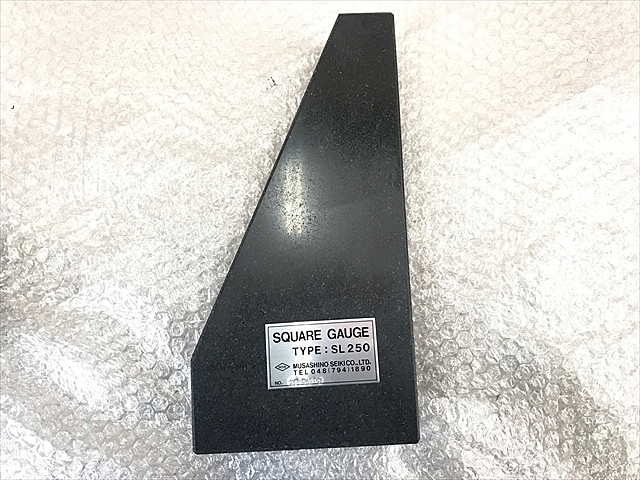 SQUARE GAUGE
TYPE: SL250
MUSASHINO SEIKI CO.,LTD.
TEL 048(794)1890
NO.